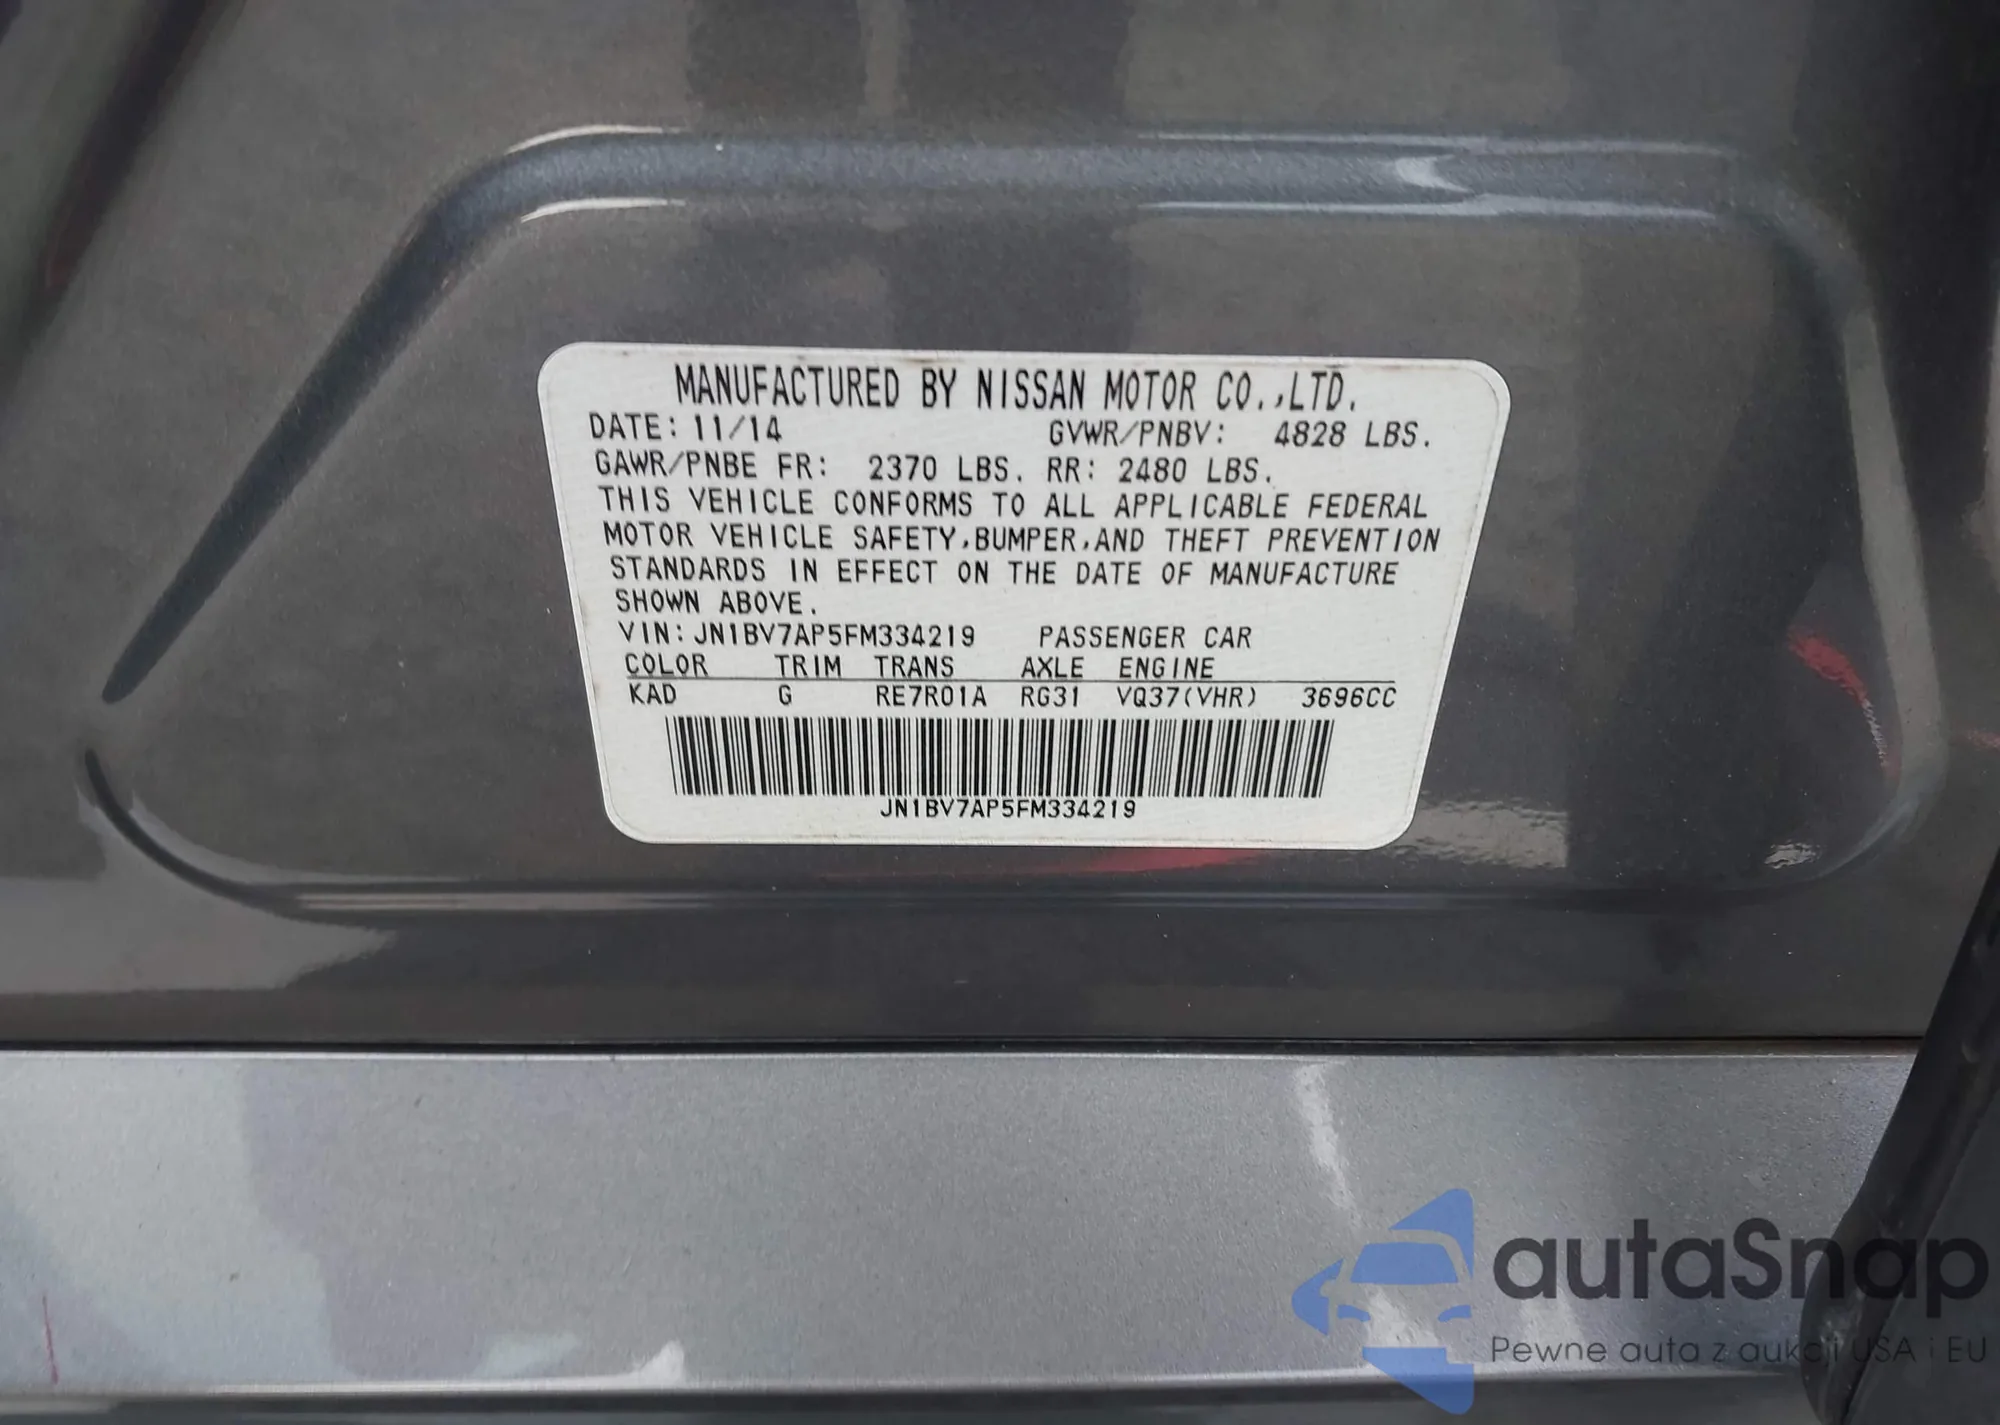 MANUFACTURED BY NISSAN MOTOR CO.,LTD.
DATE: 11/14 GVWR/PNBV: 4828 LBS.
GAWR/PNBE FR: 2370 LBS. RR: 2480 LBS.
THIS VEHICLE CONFORMS TO ALL APPLICABLE FEDERAL
MOTOR VEHICLE SAFETY,BUMPER,AND THEFT PREVENTION
STANDARDS IN EFFECT ON THE DATE OF MANUFACTURE
SHOWN ABOVE.
VIN: JN1BV7AP5FM334219 PASSENGER CAR
COLOR TRIM TRANS AXLE ENGINE
KAD G RE7R01A RG31 VQ37(VHR) 3696CC
JN1BV7AP5FM334219
autaSnap
Pewne auta z aukcji USA i EU